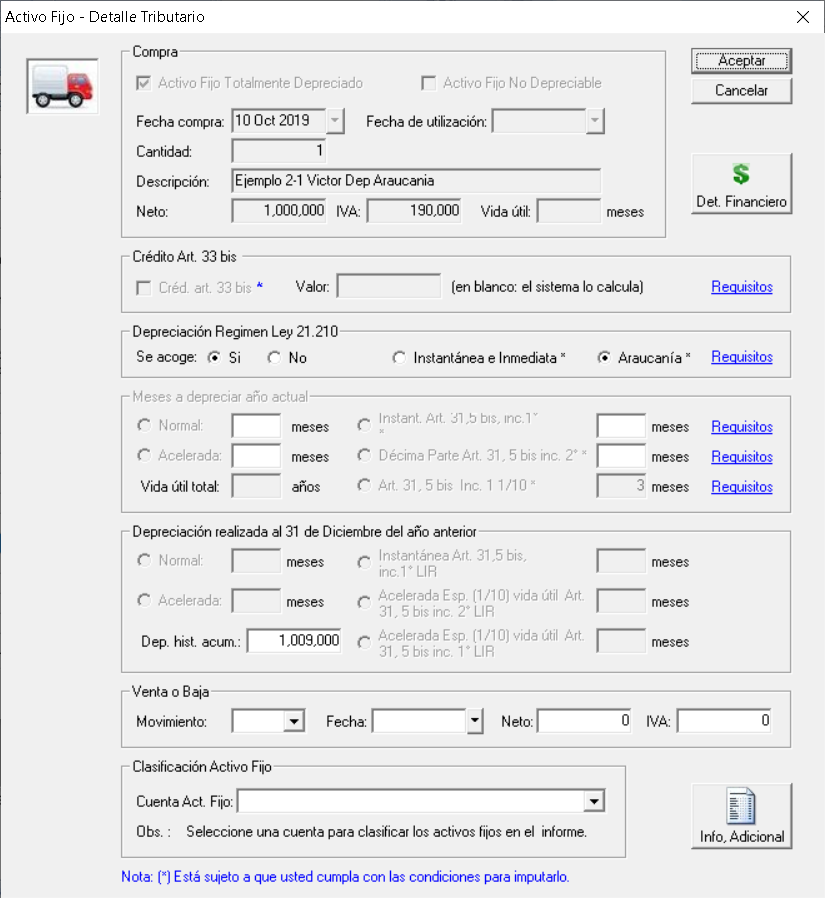 Activo Fijo - Detalle Tributario
Compra
Activo Fijo Totalmente Depreciado Activo Fijo No Depreciable
Aceptar
Cancelar
Fecha compra: 10 Oct 2019 Fecha de utilización:
Cantidad: 1
Descripción: Ejemplo 2-1 Victor Dep Araucania
Neto: 1,000,000 IVA: 190,000 Vida útil: meses
$
Det. Financiero
Crédito Art. 33 bis
Créd. art. 33 bis * Valor: (en blanco: el sistema lo calcula) Requisitos
Depreciación Regimen Ley 21.210
Se acoge: Si No Instantánea e Inmediata * Araucanía * Requisitos
Meses a depreciar año actual
Normal: meses Instant. Art. 31,5 bis, inc.1° * meses Requisitos
Acelerada: meses Décima Parte Art. 31, 5 bis inc. 2° * meses Requisitos
Vida útil total: años Art. 31, 5 bis Inc. 1 1/10 * 3 meses Requisitos
Depreciación realizada al 31 de Diciembre del año anterior
Normal: meses Instantánea Art. 31,5 bis, meses
inc.1° LIR
Acelerada: meses Acelerada Esp. (1/10) vida útil Art. meses
31, 5 bis inc. 2° LIR
Dep. hist. acum.: 1,009,000 Acelerada Esp. (1/10) vida útil Art. meses
31, 5 bis inc. 1° LIR
Venta o Baja
Movimiento: Fecha: Neto: 0 IVA: 0
Clasificación Activo Fijo
Cuenta Act. Fijo:
Obs. : Seleccione una cuenta para clasificar los activos fijos en el informe.
Info, Adicional
Nota: (*) Está sujeto a que usted cumpla con las condiciones para imputarlo.